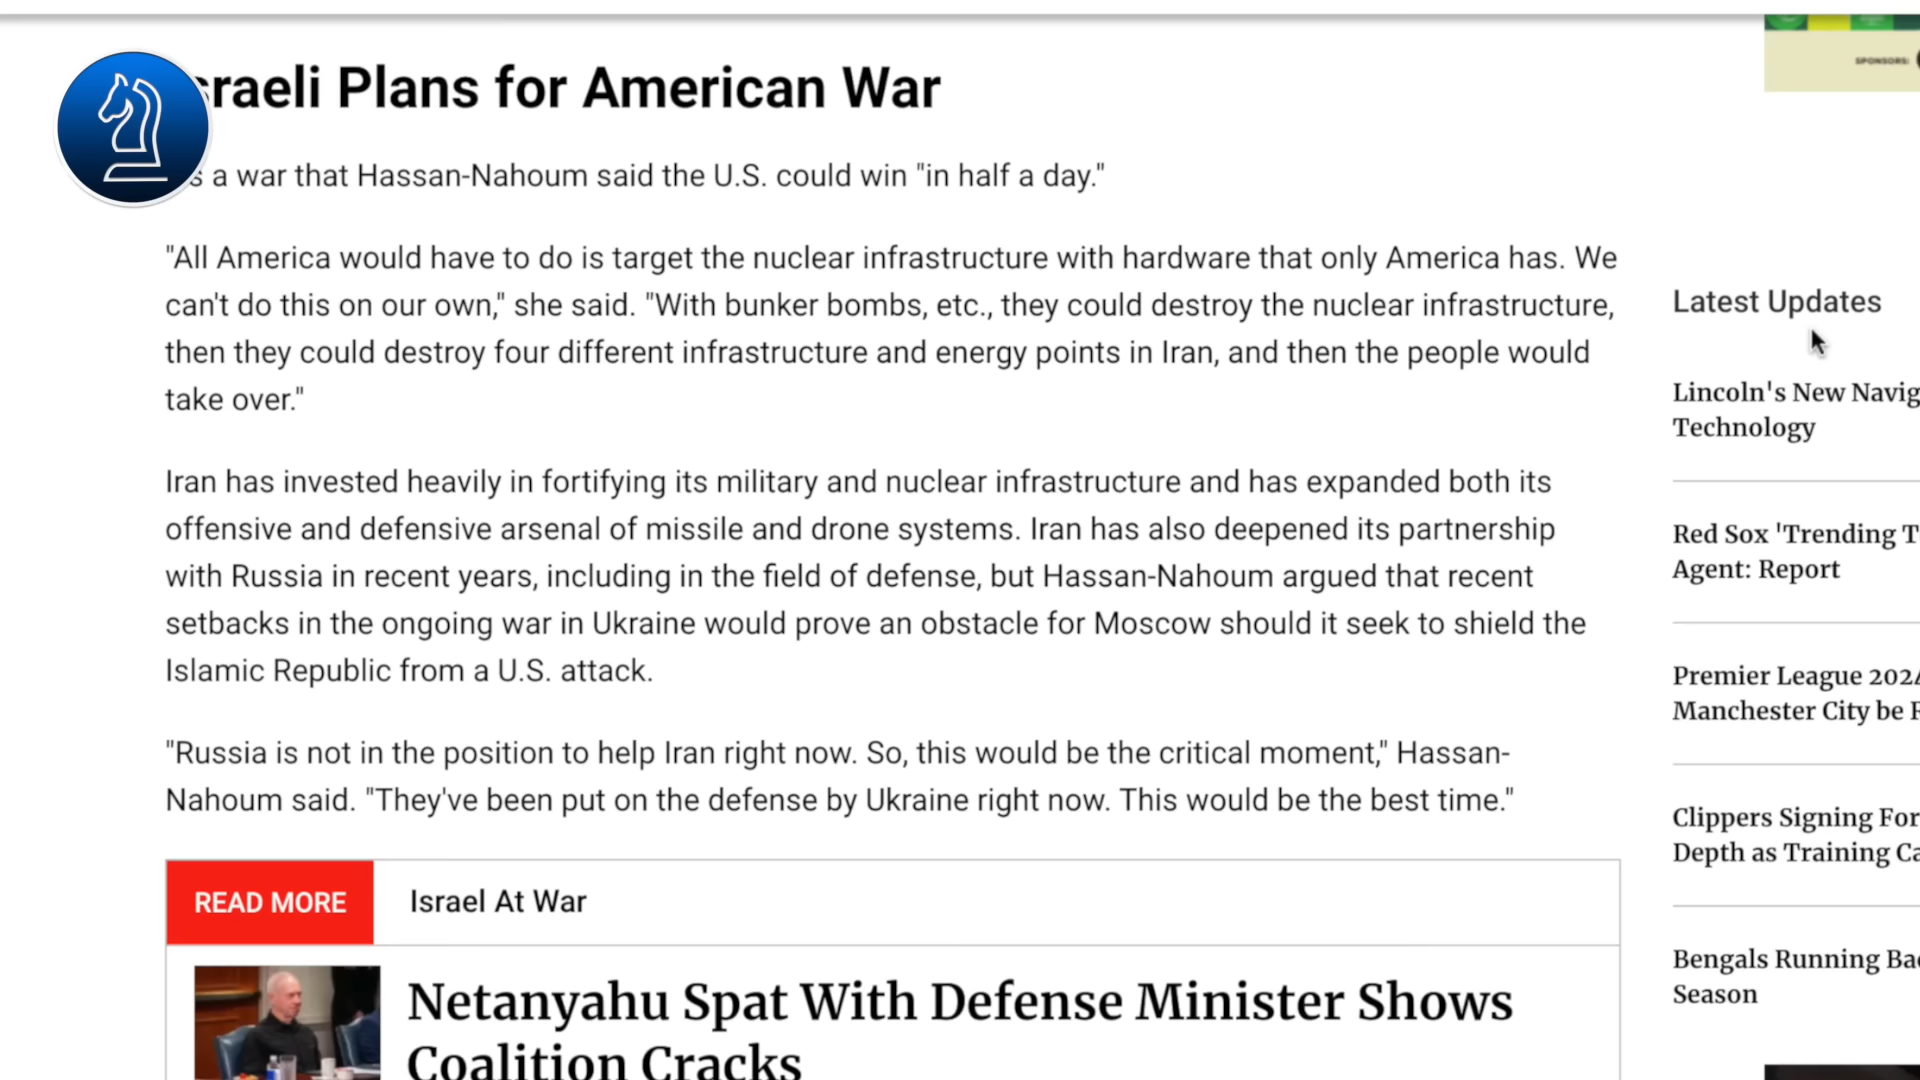 sraeli Plans for American War
s a war that Hassan-Nahoum said the U.S. could win "in half a day."
"All America would have to do is target the nuclear infrastructure with hardware that only America has. We
can't do this on our own," she said. "With bunker bombs, etc., they could destroy the nuclear infrastructure,
then they could destroy four different infrastructure and energy points in Iran, and then the people would
take over."
Iran has invested heavily in fortifying its military and nuclear infrastructure and has expanded both its
offensive and defensive arsenal of missile and drone systems. Iran has also deepened its partnership
with Russia in recent years, including in the field of defense, but Hassan-Nahoum argued that recent
setbacks in the ongoing war in Ukraine would prove an obstacle for Moscow should it seek to shield the
Islamic Republic from a U.S. attack.
"Russia is not in the position to help Iran right now. So, this would be the critical moment," Hassan-
Nahoum said. "They've been put on the defense by Ukraine right now. This would be the best time."
READ MORE Israel At War
Netanyahu Spat With Defense Minister Shows
Coalition Cracks
SPONSORS:
Latest Updates
Lincoln's New Navig
Technology
Red Sox 'Trending T
Agent: Report
Premier League 202
Manchester City be
Clippers Signing For
Depth as Training Ca
Bengals Running Ba
Season